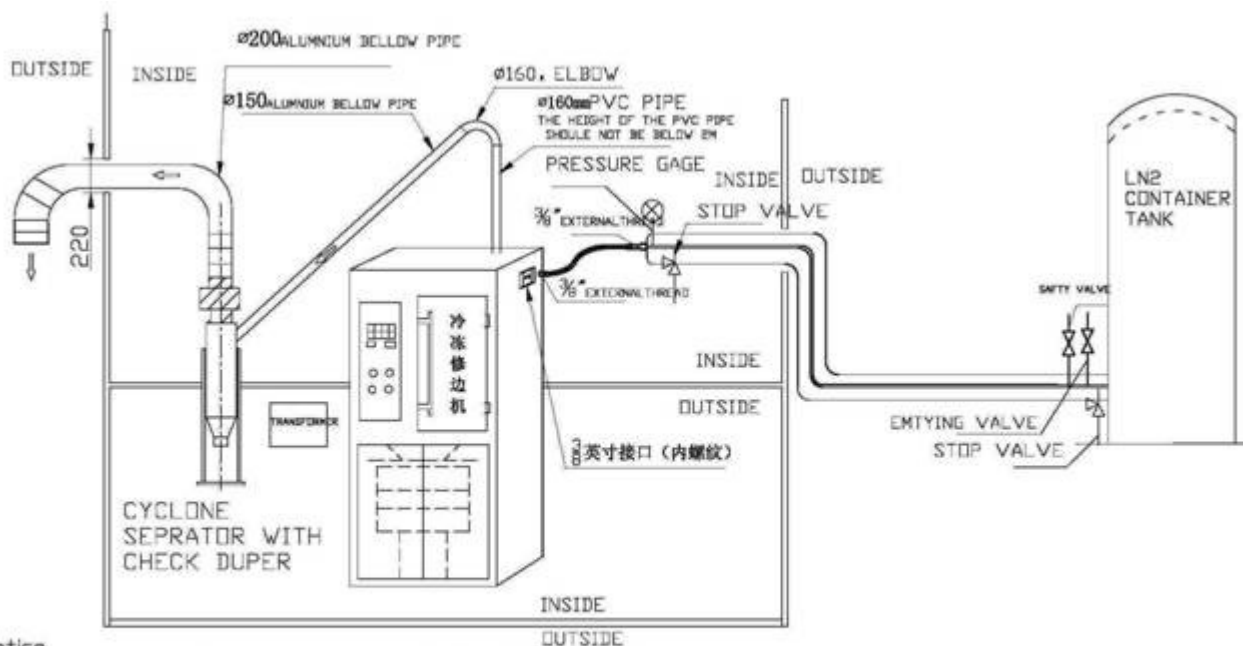 Ø200ALUMNIUM BELLOW PIPE
OUTSIDE
INSIDE
Ø150ALUMNIUM BELLOW PIPE
Ø160. ELBOW
Ø160mmPVC PIPE
THE HEIGHT OF THE PVC PIPE
SHOULE NOT BE BELOW 2M
PRESSURE GAGE
INSIDE
OUTSIDE
STOP VALVE
3/8" EXTERNALTHREAD
3/8" EXTERNALTHREAD
LN2
CONTAINER
TANK
220
SAFTY VALVE
冷冻修边机
INSIDE
OUTSIDE
TRANSFORMER
EMTYING VALVE
STOP VALVE
3/8英寸接口（内螺纹）
CYCLONE
SEPRATOR WITH
CHECK DUPER
INSIDE
OUTSIDE